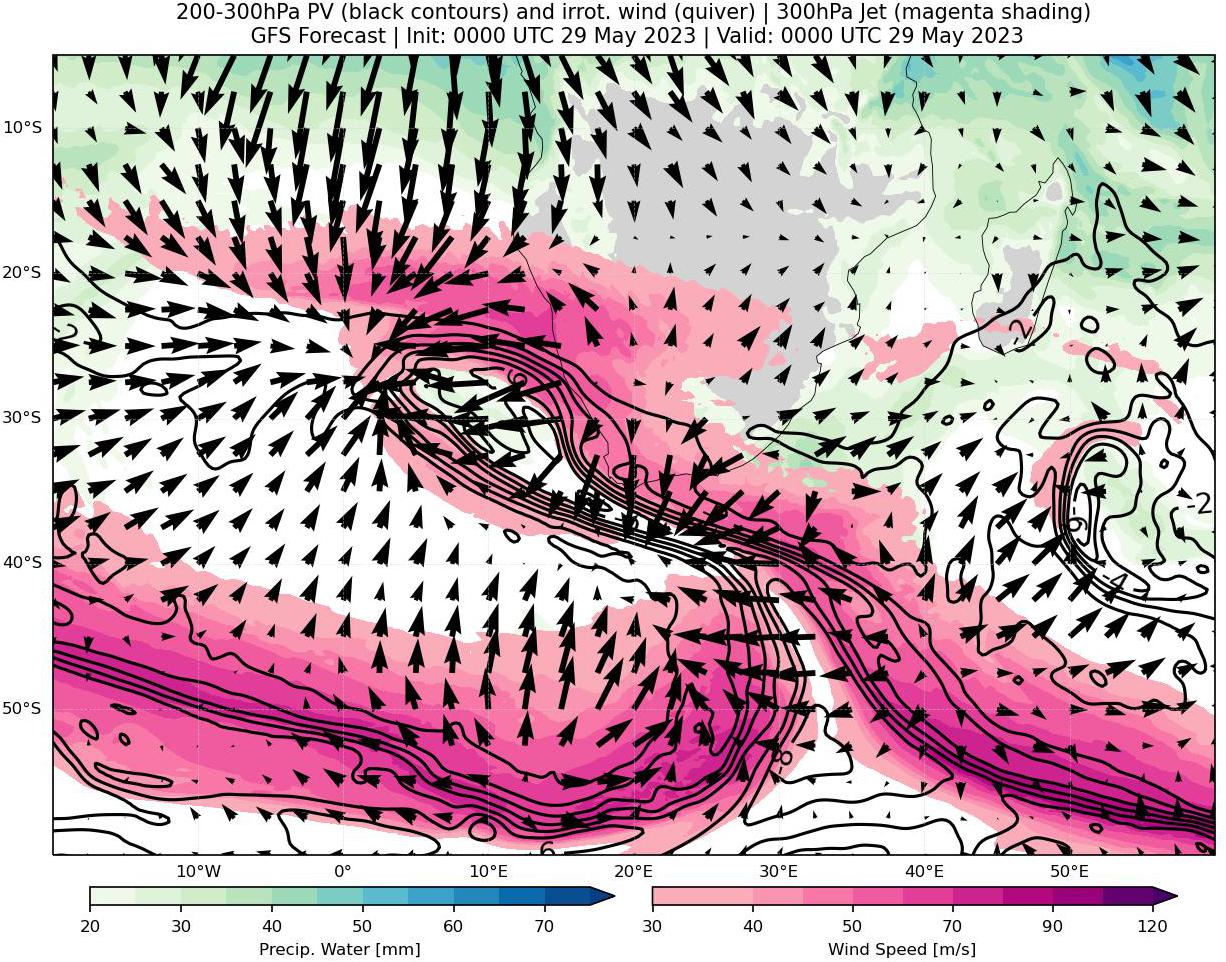 200-300hPa PV (black contours) and irrot. wind (quiver) | 300hPa Jet (magenta shading)
GFS Forecast | Init: 0000 UTC 29 May 2023 | Valid: 0000 UTC 29 May 2023
10°S
20°S
-2
30°S
-2
-6
40°S
-4
50°S
-8
6
10°W 0° 10°E 20°E 30°E 40°E 50°E
20 30 40 50 60 70
30 40 50 70 90 120
Precip. Water [mm]
Wind Speed [m/s]